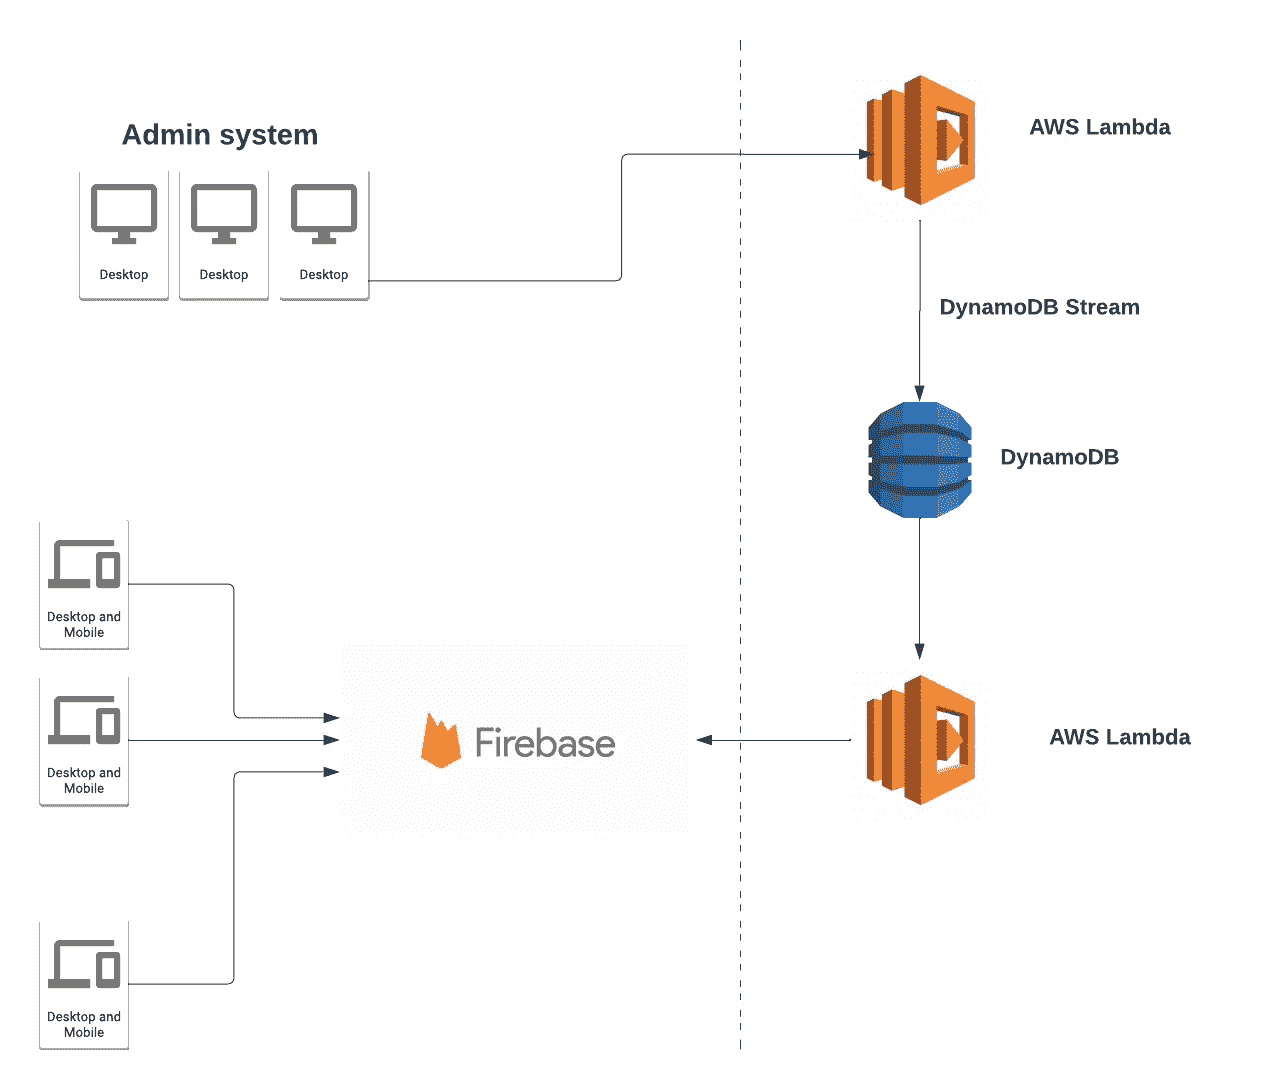 Admin system
Desktop
Desktop
Desktop
AWS Lambda
DynamoDB Stream
DynamoDB
Desktop and
Mobile
Desktop and
Mobile
Firebase
AWS Lambda
Desktop and
Mobile